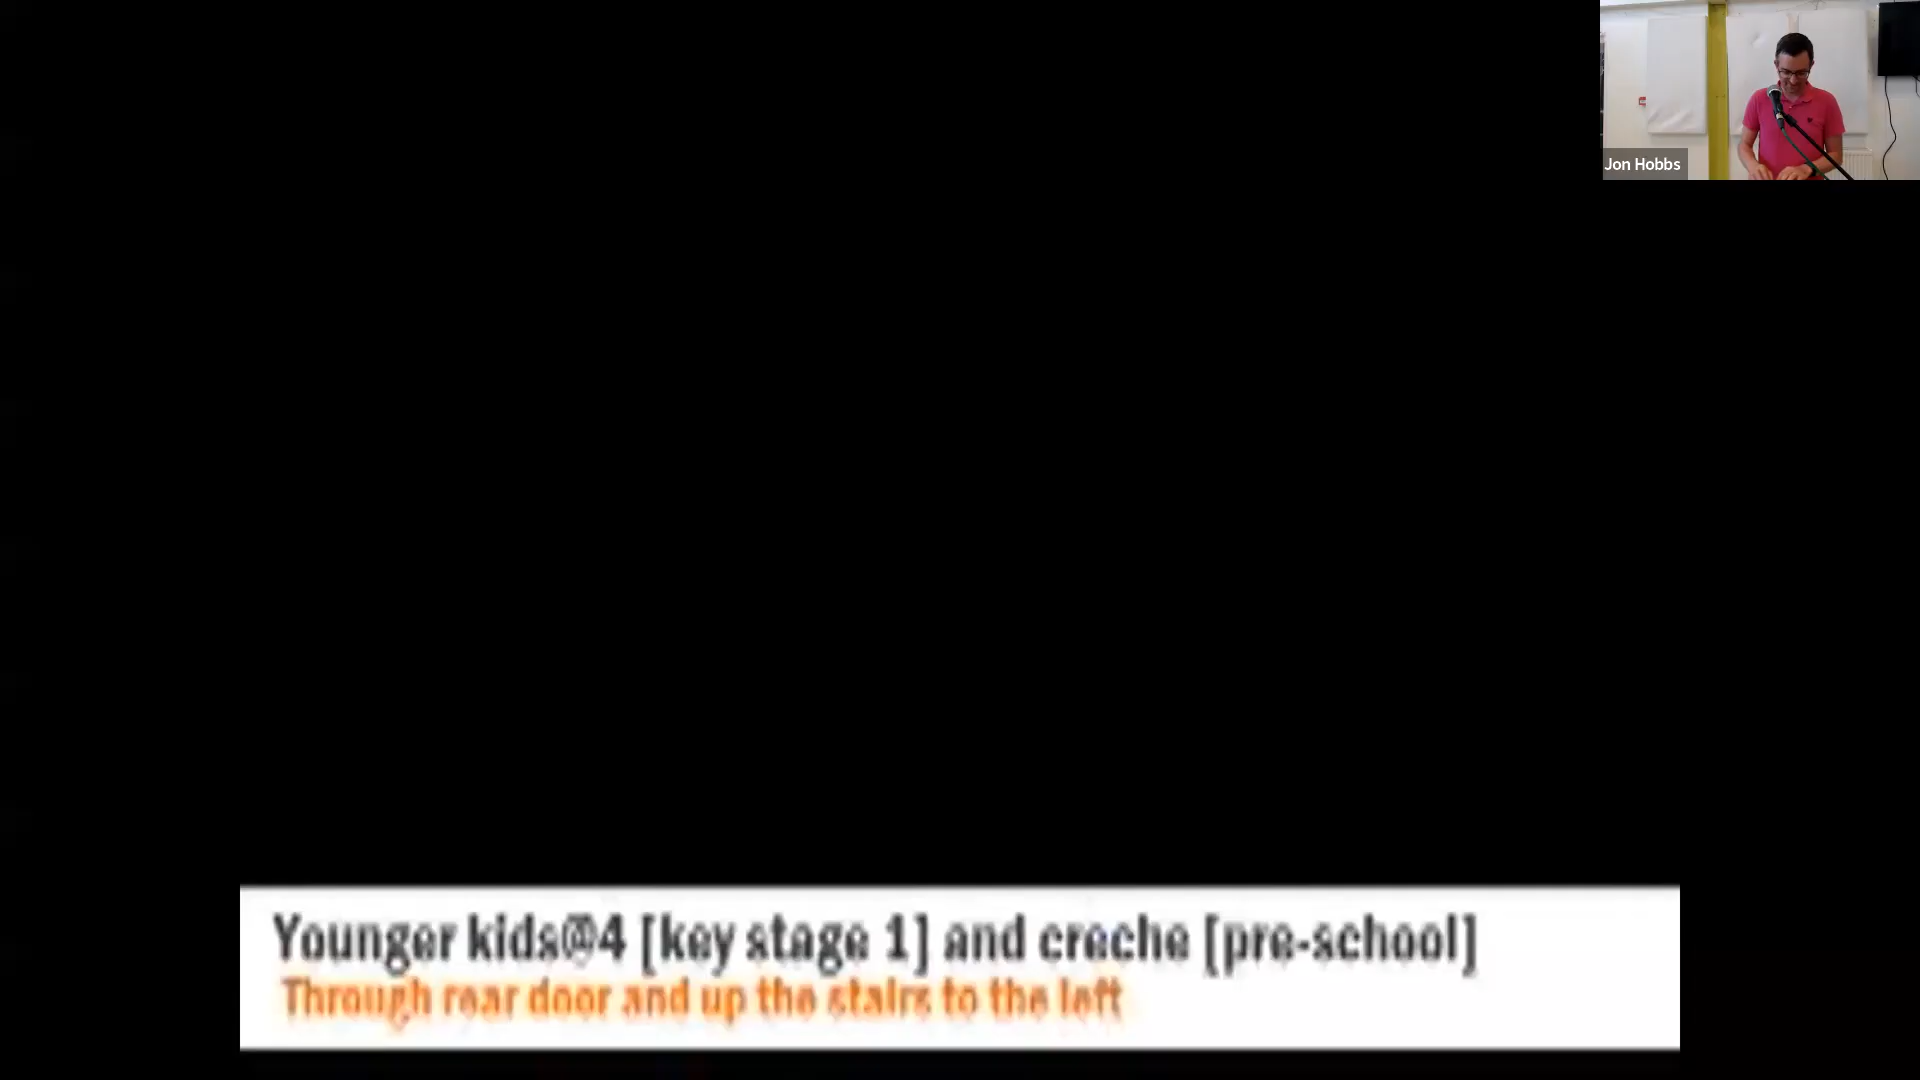 Jon Hobbs
Younger kids@4 [key stage 1] and creche [pre-school]
Through rear door and up the stairs to the left